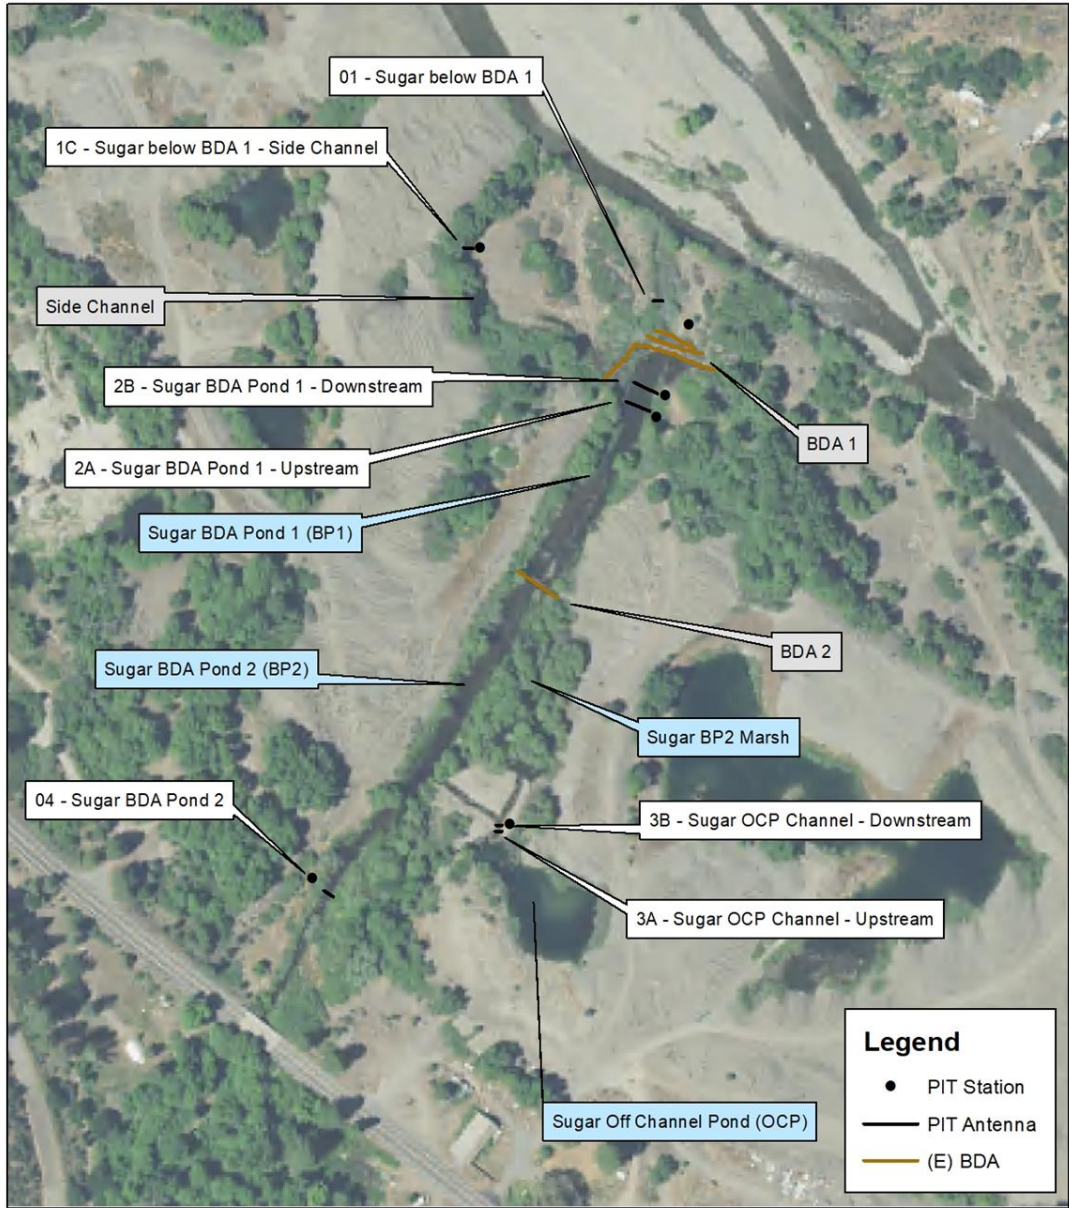 01 - Sugar below BDA 1
1C - Sugar below BDA 1 - Side Channel
Side Channel
2B - Sugar BDA Pond 1 - Downstream
BDA 1
2A - Sugar BDA Pond 1 - Upstream
Sugar BDA Pond 1 (BP1)
BDA 2
Sugar BDA Pond 2 (BP2)
Sugar BP2 Marsh
04 - Sugar BDA Pond 2
3B - Sugar OCP Channel - Downstream
3A - Sugar OCP Channel - Upstream
Sugar Off Channel Pond (OCP)
Legend
PIT Station
PIT Antenna
(E) BDA